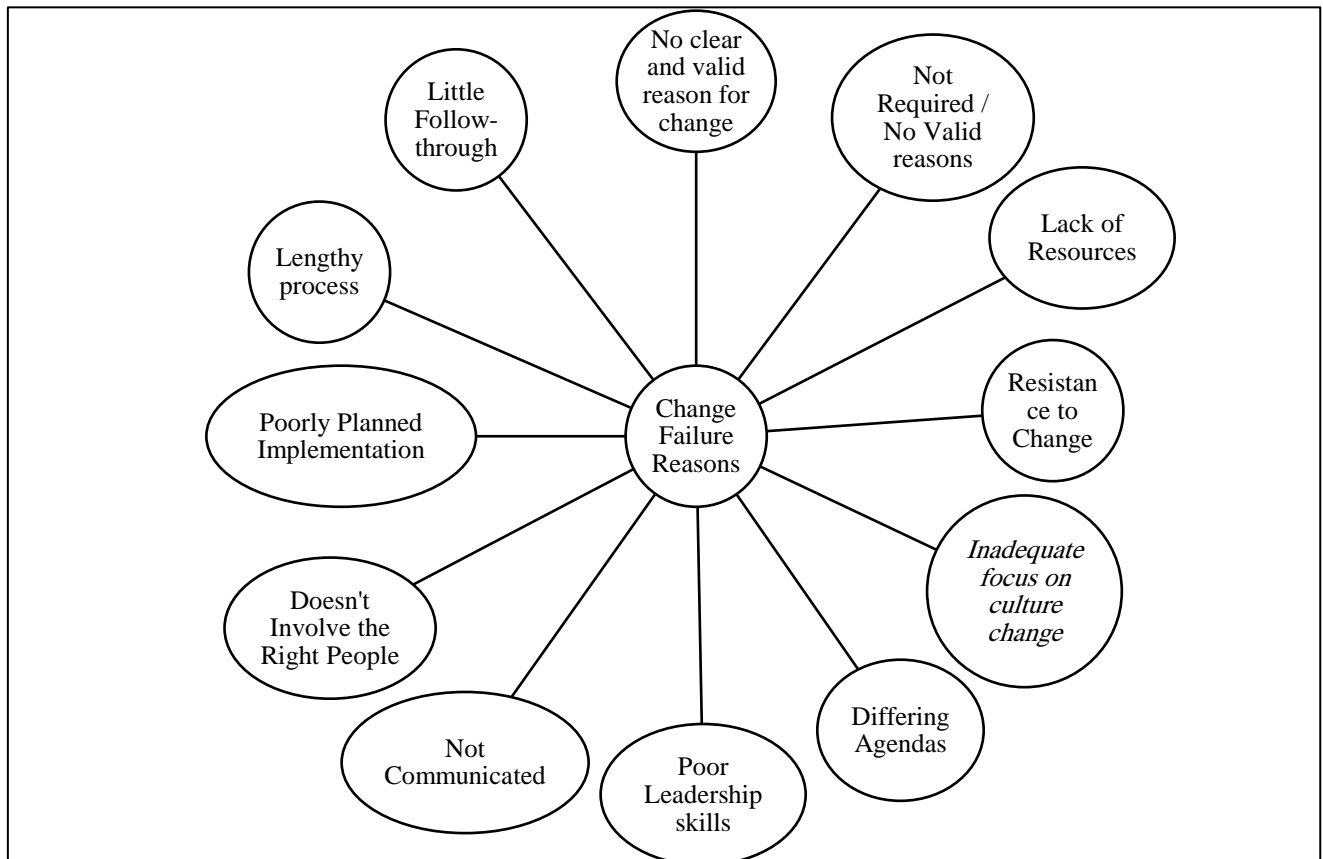 No clear
and valid
reason for
change
Not
Required /
No Valid
reasons
Lack of
Resources
Resistan
ce to
Change
Inadequate
focus on
culture
change
Differing
Agendas
Poor
Leadership
skills
Not
Communicated
Doesn't
Involve the
Right People
Poorly Planned
Implementation
Lengthy
process
Little
Follow-
through
Change
Failure
Reasons